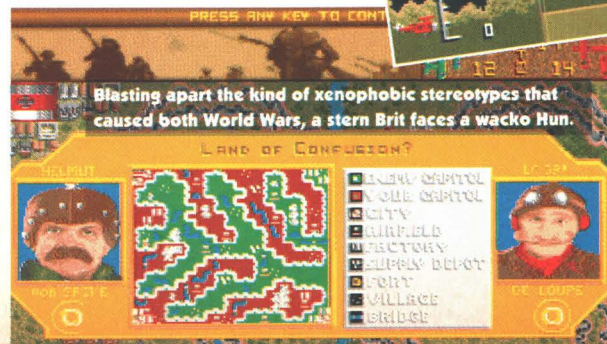 PRESS ANY KEY TO CONT
12 14
Blasting apart the kind of xenophobic stereotypes that
caused both World Wars, a stern Brit faces a wacko Hun.
LAND OF CONFUSION?
HELMUT
ENEMY CAPITOL
YOUR CAPITOL
CITY
AIRFIELD
FACTORY
SUPPLY DEPOT
FORT
VILLAGE
BRIDGE
DE LOUPE